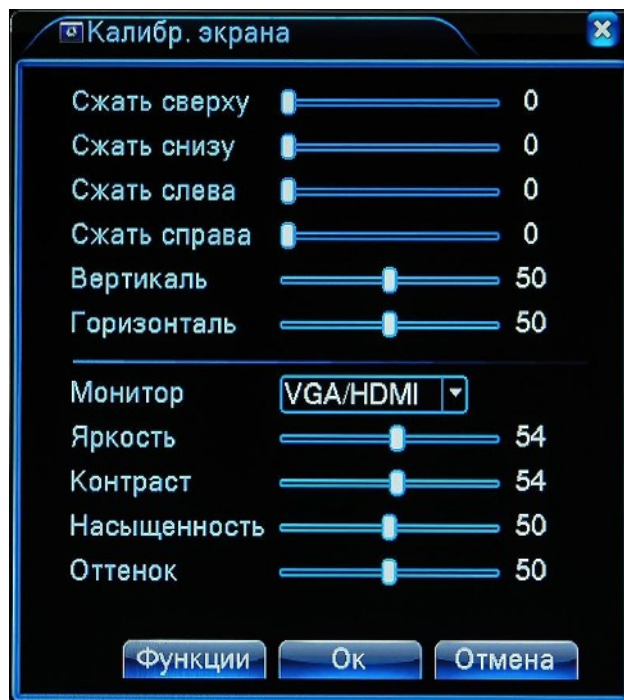 Калибр. экрана
Сжать сверху 0
Сжать снизу 0
Сжать слева 0
Сжать справа 0
Вертикаль 50
Горизонталь 50
Монитор VGA/HDMI
Яркость 54
Контраст 54
Насыщенность 50
Оттенок 50
Функции Ок Отмена